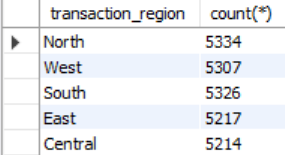 transaction_region count(*)
North 5334
West 5307
South 5326
East 5217
Central 5214